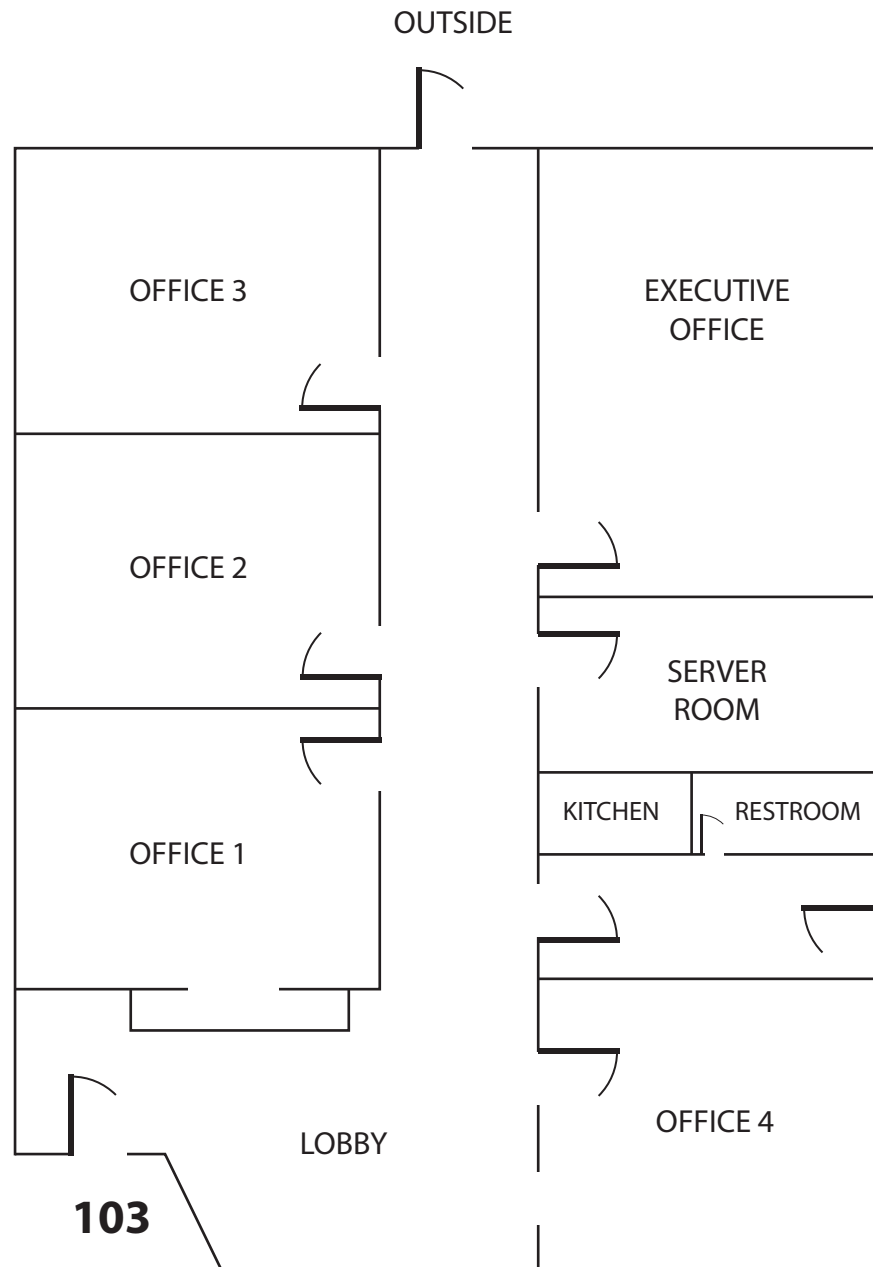 OUTSIDE
OFFICE 3
EXECUTIVE
OFFICE
OFFICE 2
SERVER
ROOM
KITCHEN
RESTROOM
OFFICE 1
OFFICE 4
LOBBY
103